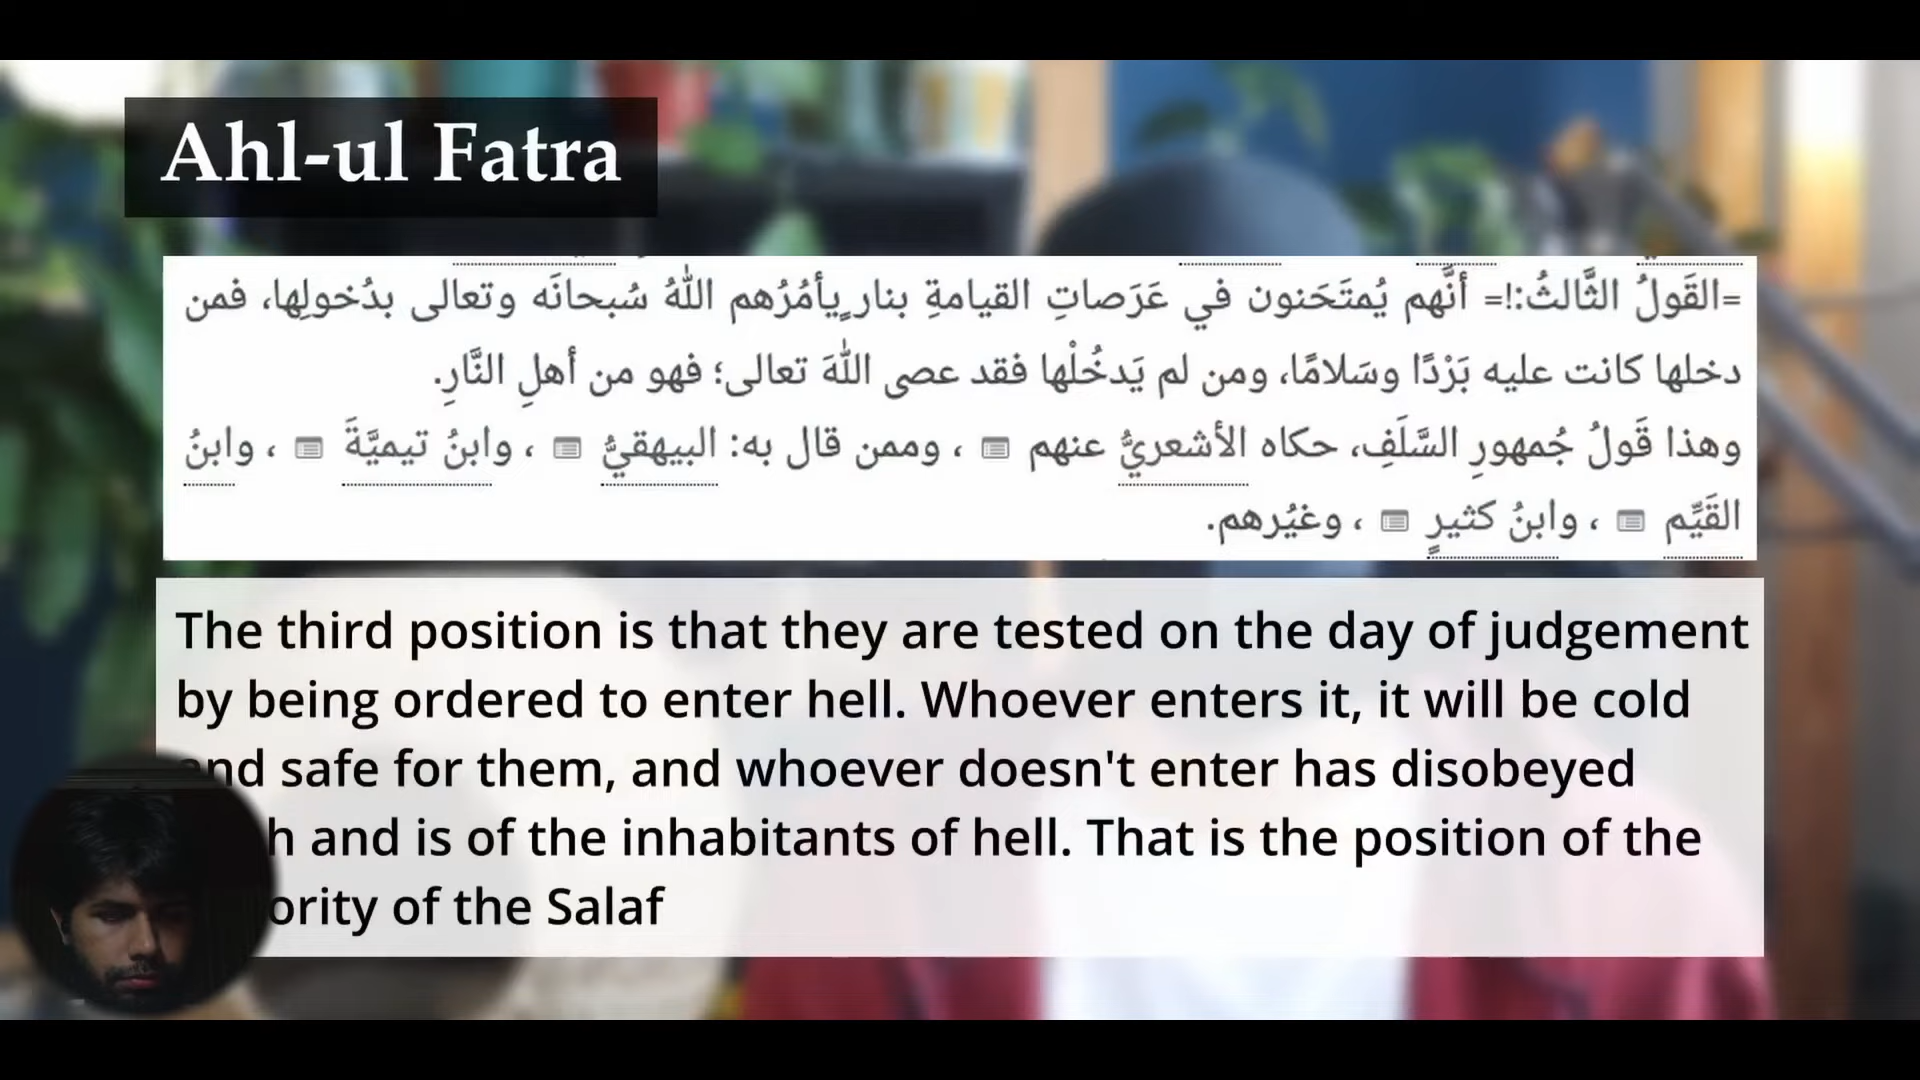 Ahl-ul Fatra
=القَولُ الثَّالثُ:!= أنَّهم يُمتَحَنون في عَرَصاتِ القيامةِ بنارٍ يأمُرُهم اللهُ سُبحانَه وتعالى بدُخولِها، فمن
دخلها كانت عليه بَرْدًا وسَلامًا، ومن لم يَدخُلْها فقد عصى اللهَ تعالى؛ فهو من أهلِ النَّارِ.
وهذا قَولُ جُمهورِ السَّلَفِ، حكاه الأشعريُّ عنهم ، وممن قال به: البيهقيُّ ، وابنُ تيميَّةَ ، وابنُ
القَيِّم ، وابنُ كثيرٍ ، وغيُرهم.
The third position is that they are tested on the day of judgement
by being ordered to enter hell. Whoever enters it, it will be cold
and safe for them, and whoever doesn't enter has disobeyed
and is of the inhabitants of hell. That is the position of the
of the Salaf